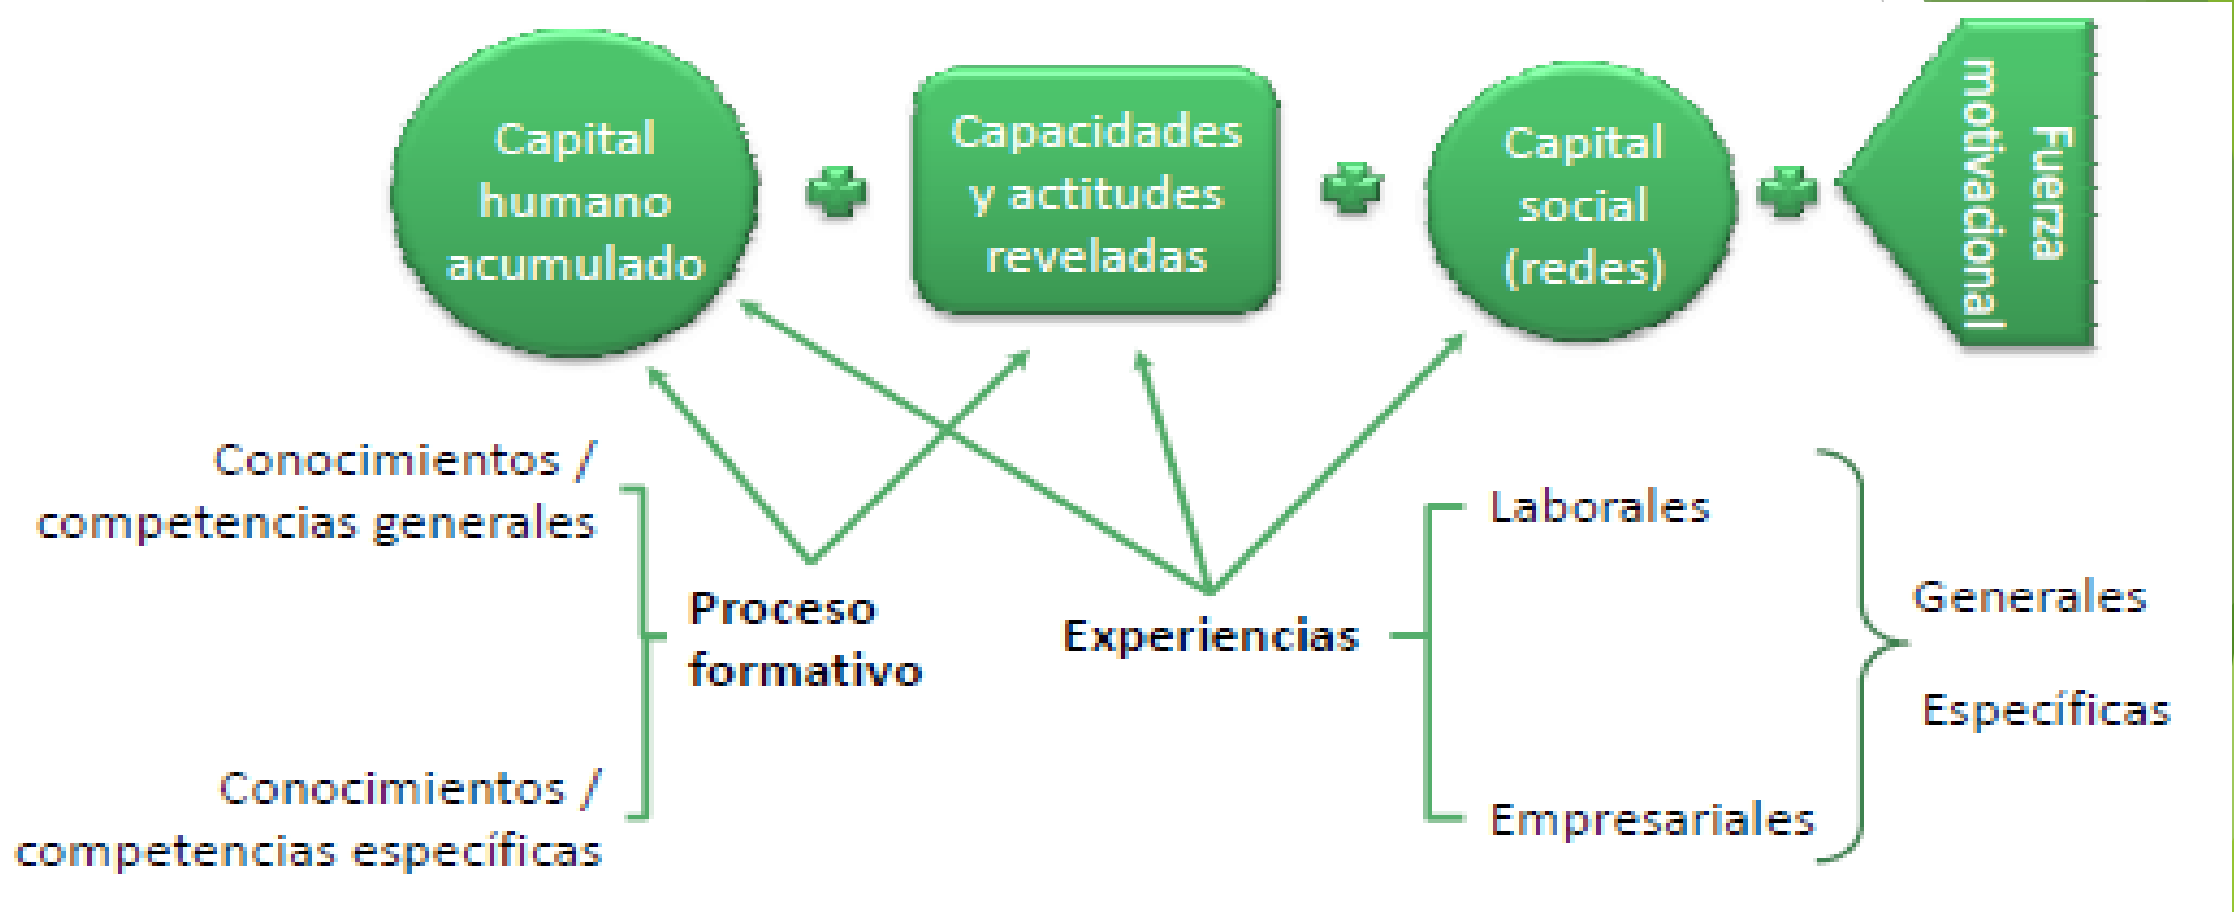 Capital
humano
acumulado
Capacidades
y actitudes
reveladas
Capital
social
(redes)
Fuerza
motivacional
Conocimientos /
competencias generales
Proceso
formativo
Conocimientos /
competencias específicas
Experiencias
Laborales
Empresariales
Generales
Específicas